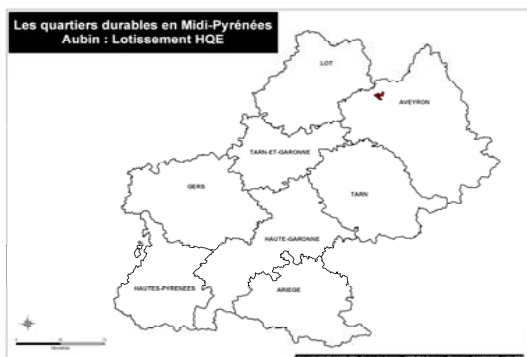 Les quartiers durables en Midi-Pyrénées
Aubin : Lotissement HQE
LOT
AVEYRON
TARN-ET-GARONNE
GERS
TARN
HAUTE-GARONNE
HAUTES-PYRENEES
ARIEGE